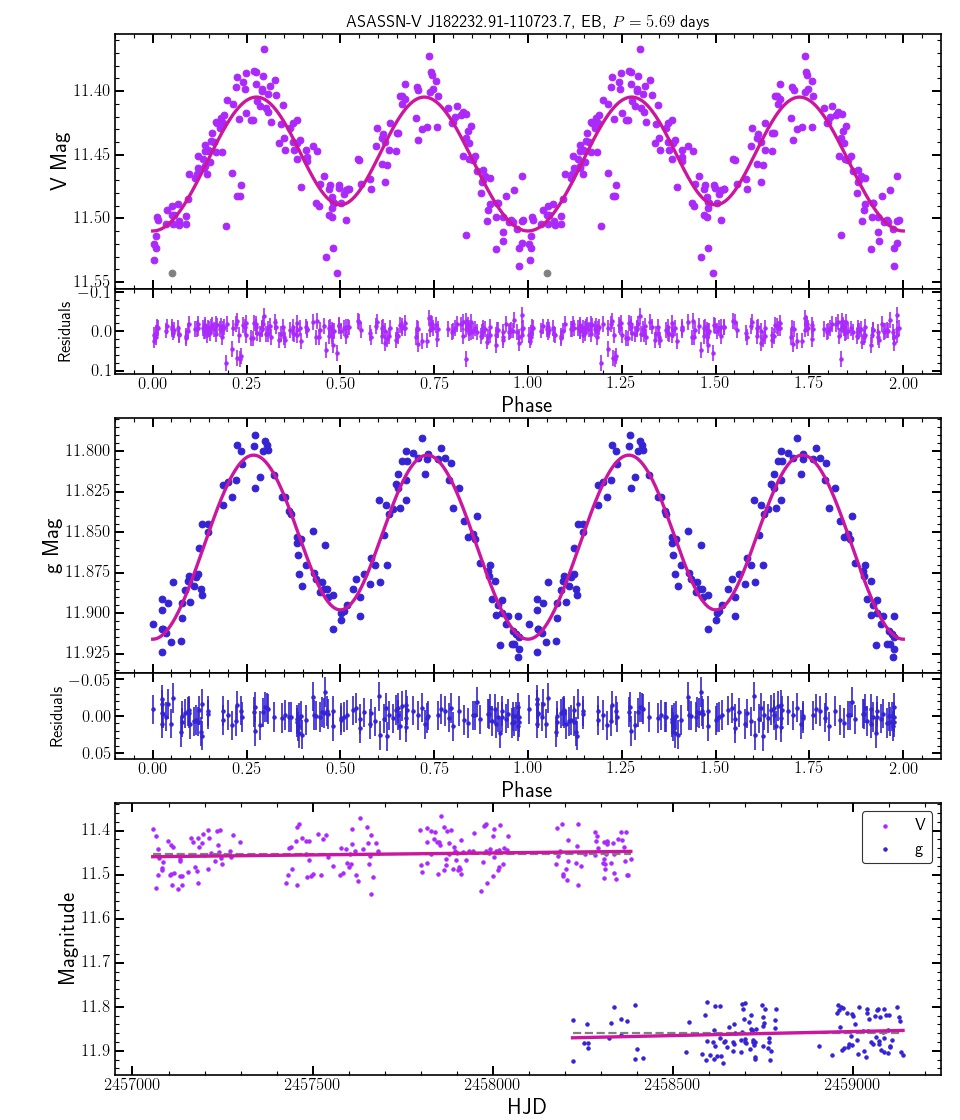 ASASSN-V J182232.91-110723.7, EB, P = 5.69 days
V Mag
11.40
11.45
11.50
11.55
Residuals
−0.1
0.0
0.1
0.00 0.25 0.50 0.75 1.00 1.25 1.50 1.75 2.00
Phase
g Mag
11.800
11.825
11.850
11.875
11.900
11.925
Residuals
−0.05
0.00
0.05
0.00 0.25 0.50 0.75 1.00 1.25 1.50 1.75 2.00
Phase
Magnitude
11.4
11.5
11.6
11.7
11.8
11.9
V
g
2457000 2457500 2458000 2458500 2459000
HJD